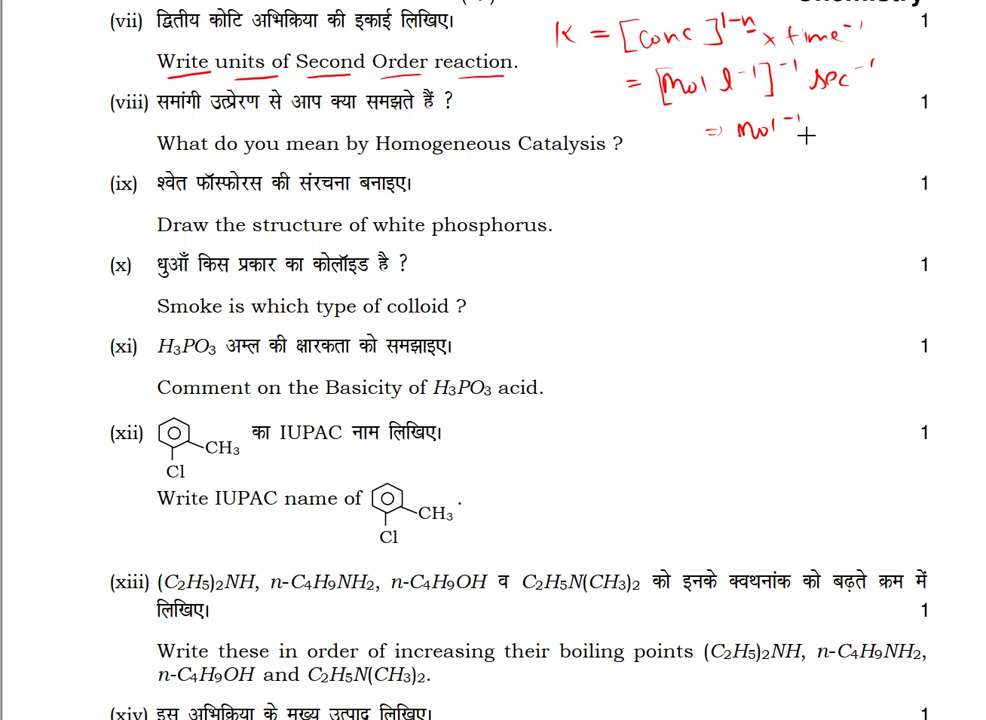 (vii) द्वितीय कोटि अभिक्रिया की इकाई लिखिए। 1
K = [conc]^1-n x time^-1
Write units of Second Order reaction.
= [mol l^-1]^-1 sec^-1
(viii) समांगी उत्प्रेरण से आप क्या समझते हैं ? 1
⇒ mol^-1
What do you mean by Homogeneous Catalysis ?
(ix) श्वेत फॉस्फोरस की संरचना बनाइए। 1
Draw the structure of white phosphorus.
(x) धुआँ किस प्रकार का कोलॉइड है ? 1
Smoke is which type of colloid ?
(xi) H₃PO₃ अम्ल की क्षारकता को समझाइए। 1
Comment on the Basicity of H₃PO₃ acid.
(xii) CH₃ का IUPAC नाम लिखिए। 1
Cl
Write IUPAC name of CH₃ .
Cl
(xiii) (C₂H₅)₂NH, n-C₄H₉NH₂, n-C₄H₉OH व C₂H₅N(CH₃)₂ को इनके क्वथनांक को बढ़ते क्रम में
लिखिए। 1
Write these in order of increasing their boiling points (C₂H₅)₂NH, n-C₄H₉NH₂,
n-C₄H₉OH and C₂H₅N(CH₃)₂.
(xiv) इस अभिक्रिया के मुख्य उत्पाद लिखिए। 1